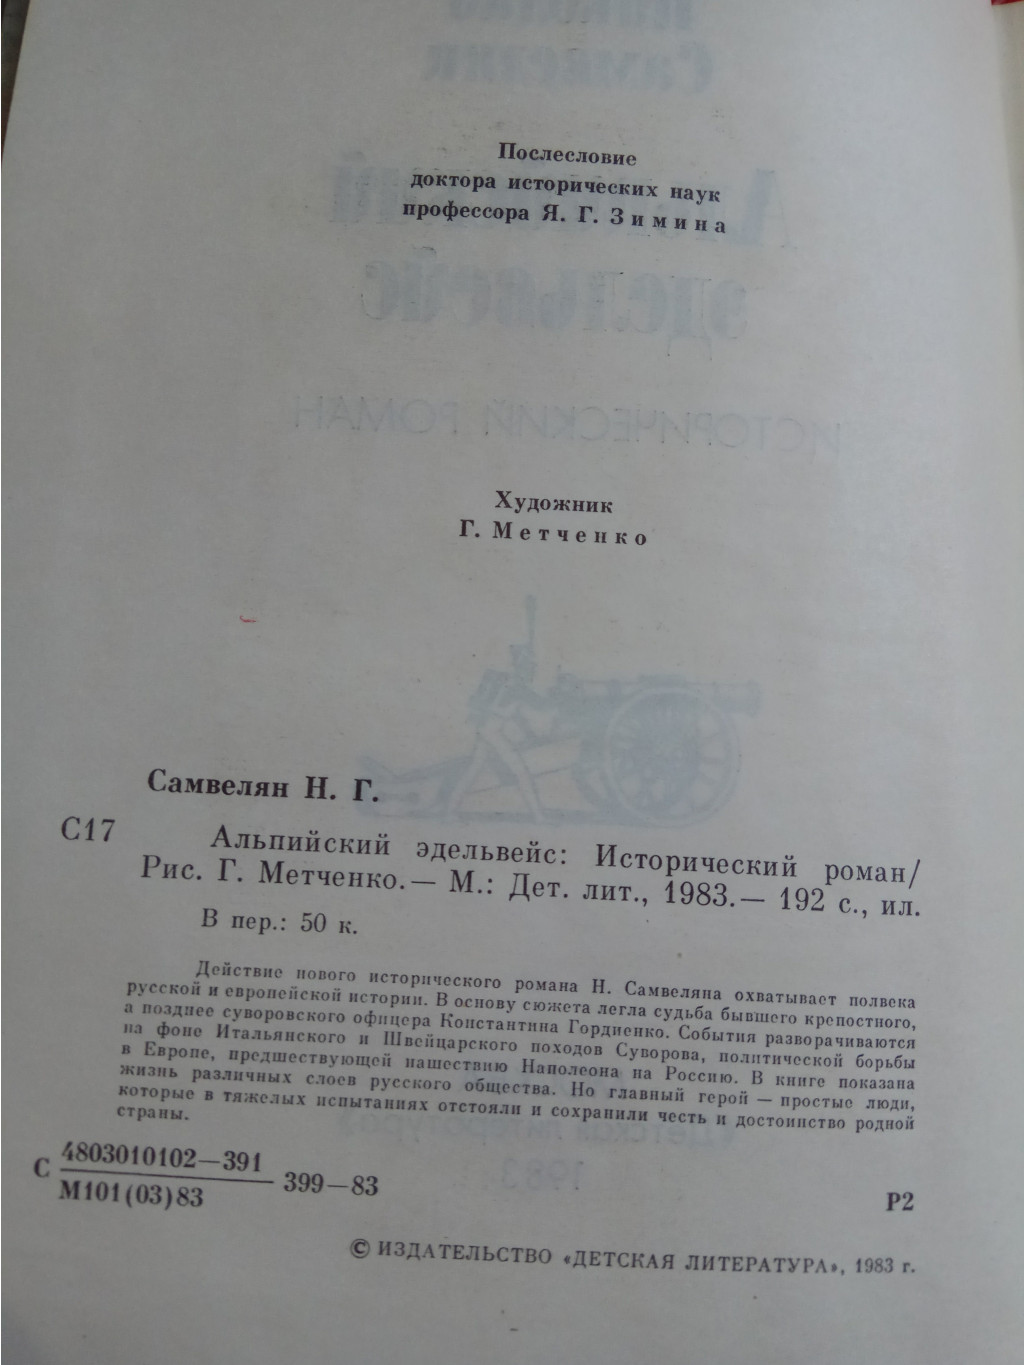 Послесловие
доктора исторических наук
профессора Я. Г. Зимина
Художник
Г. Метченко
Самвелян Н. Г.
С17 Альпийский эдельвейс: Исторический роман/
Рис. Г. Метченко.— М.: Дет. лит., 1983.— 192 с., ил.
В пер.: 50 к.
Действие нового исторического романа Н. Самвеляна охватывает полвека
русской и европейской истории. В основу сюжета легла судьба бывшего крепостного,
а позднее суворовского офицера Константина Гордиенко. События разворачиваются
на фоне Итальянского и Швейцарского походов Суворова, политической борьбы
в Европе, предшествующей нашествию Наполеона на Россию. В книге показана
жизнь различных слоев русского общества. Но главный герой — простые люди,
которые в тяжелых испытаниях отстояли и сохранили честь и достоинство родной
страны.
С 4803010102—391
М101(03)83 399—83
Р2
© ИЗДАТЕЛЬСТВО «ДЕТСКАЯ ЛИТЕРАТУРА», 1983 г.